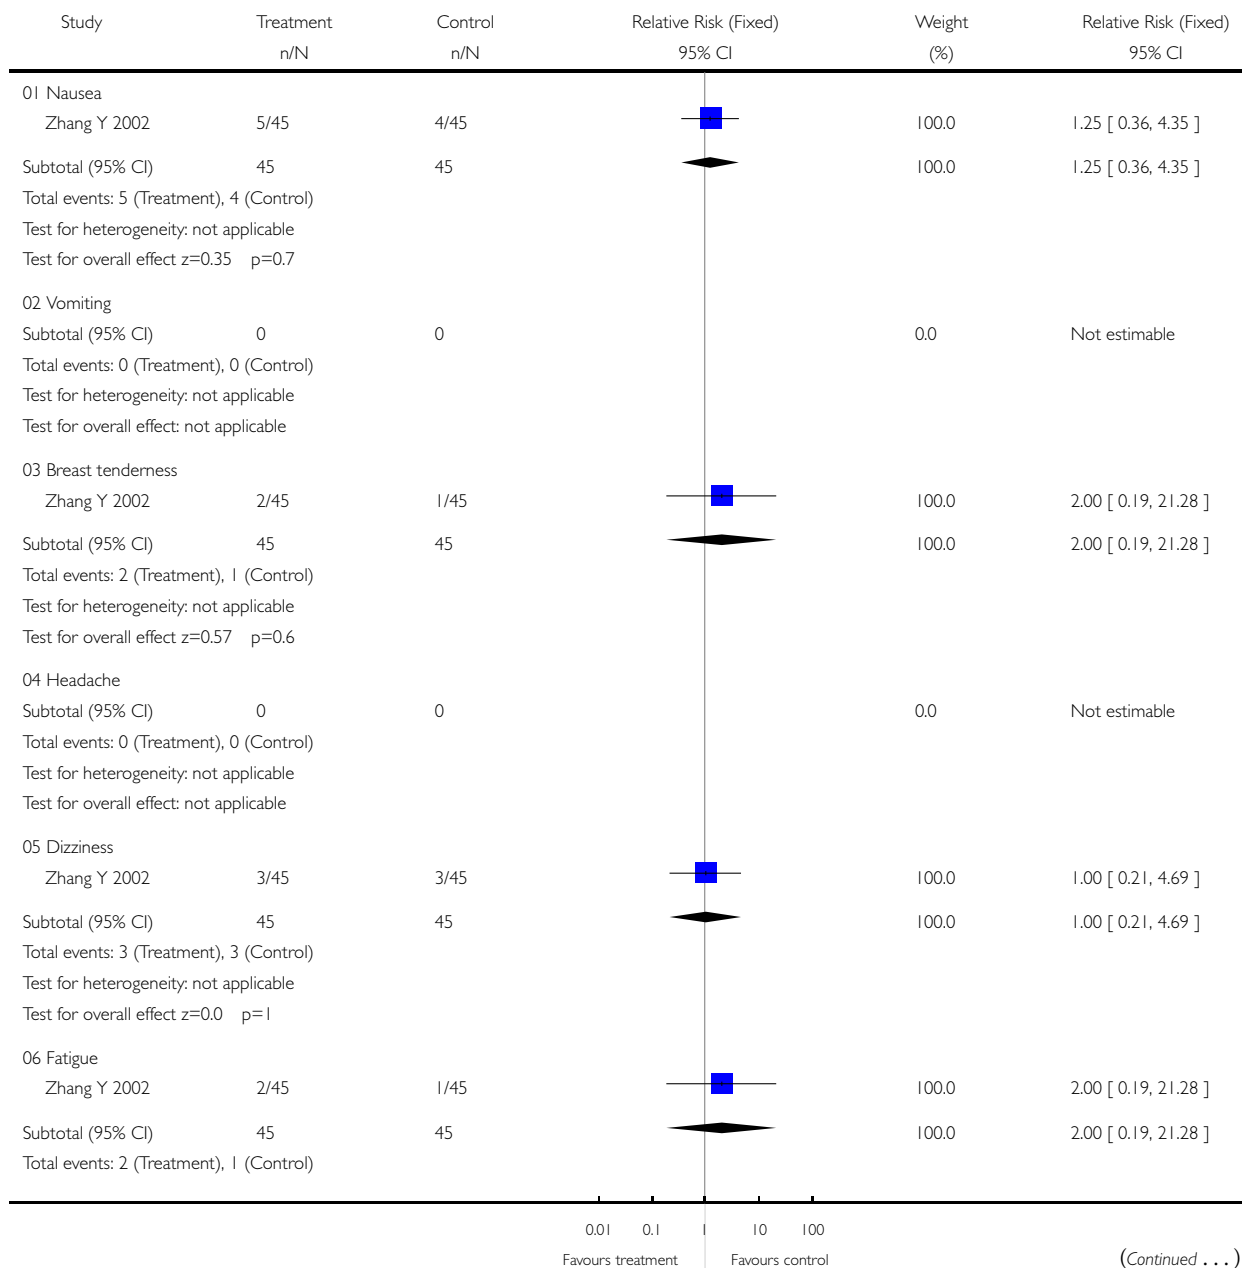 Study Treatment Control Relative Risk (Fixed) Weight Relative Risk (Fixed)
n/N n/N 95% CI (%) 95% CI
01 Nausea
Zhang Y 2002 5/45 4/45 100.0 1.25 [ 0.36, 4.35 ]
Subtotal (95% CI) 45 45 100.0 1.25 [ 0.36, 4.35 ]
Total events: 5 (Treatment), 4 (Control)
Test for heterogeneity: not applicable
Test for overall effect z=0.35 p=0.7
02 Vomiting
Subtotal (95% CI) 0 0 0.0 Not estimable
Total events: 0 (Treatment), 0 (Control)
Test for heterogeneity: not applicable
Test for overall effect: not applicable
03 Breast tenderness
Zhang Y 2002 2/45 1/45 100.0 2.00 [ 0.19, 21.28 ]
Subtotal (95% CI) 45 45 100.0 2.00 [ 0.19, 21.28 ]
Total events: 2 (Treatment), 1 (Control)
Test for heterogeneity: not applicable
Test for overall effect z=0.57 p=0.6
04 Headache
Subtotal (95% CI) 0 0 0.0 Not estimable
Total events: 0 (Treatment), 0 (Control)
Test for heterogeneity: not applicable
Test for overall effect: not applicable
05 Dizziness
Zhang Y 2002 3/45 3/45 100.0 1.00 [ 0.21, 4.69 ]
Subtotal (95% CI) 45 45 100.0 1.00 [ 0.21, 4.69 ]
Total events: 3 (Treatment), 3 (Control)
Test for heterogeneity: not applicable
Test for overall effect z=0.0 p=1
06 Fatigue
Zhang Y 2002 2/45 1/45 100.0 2.00 [ 0.19, 21.28 ]
Subtotal (95% CI) 45 45 100.0 2.00 [ 0.19, 21.28 ]
Total events: 2 (Treatment), 1 (Control)
0.01 0.1 1 10 100
Favours treatment Favours control (Continued . . . )